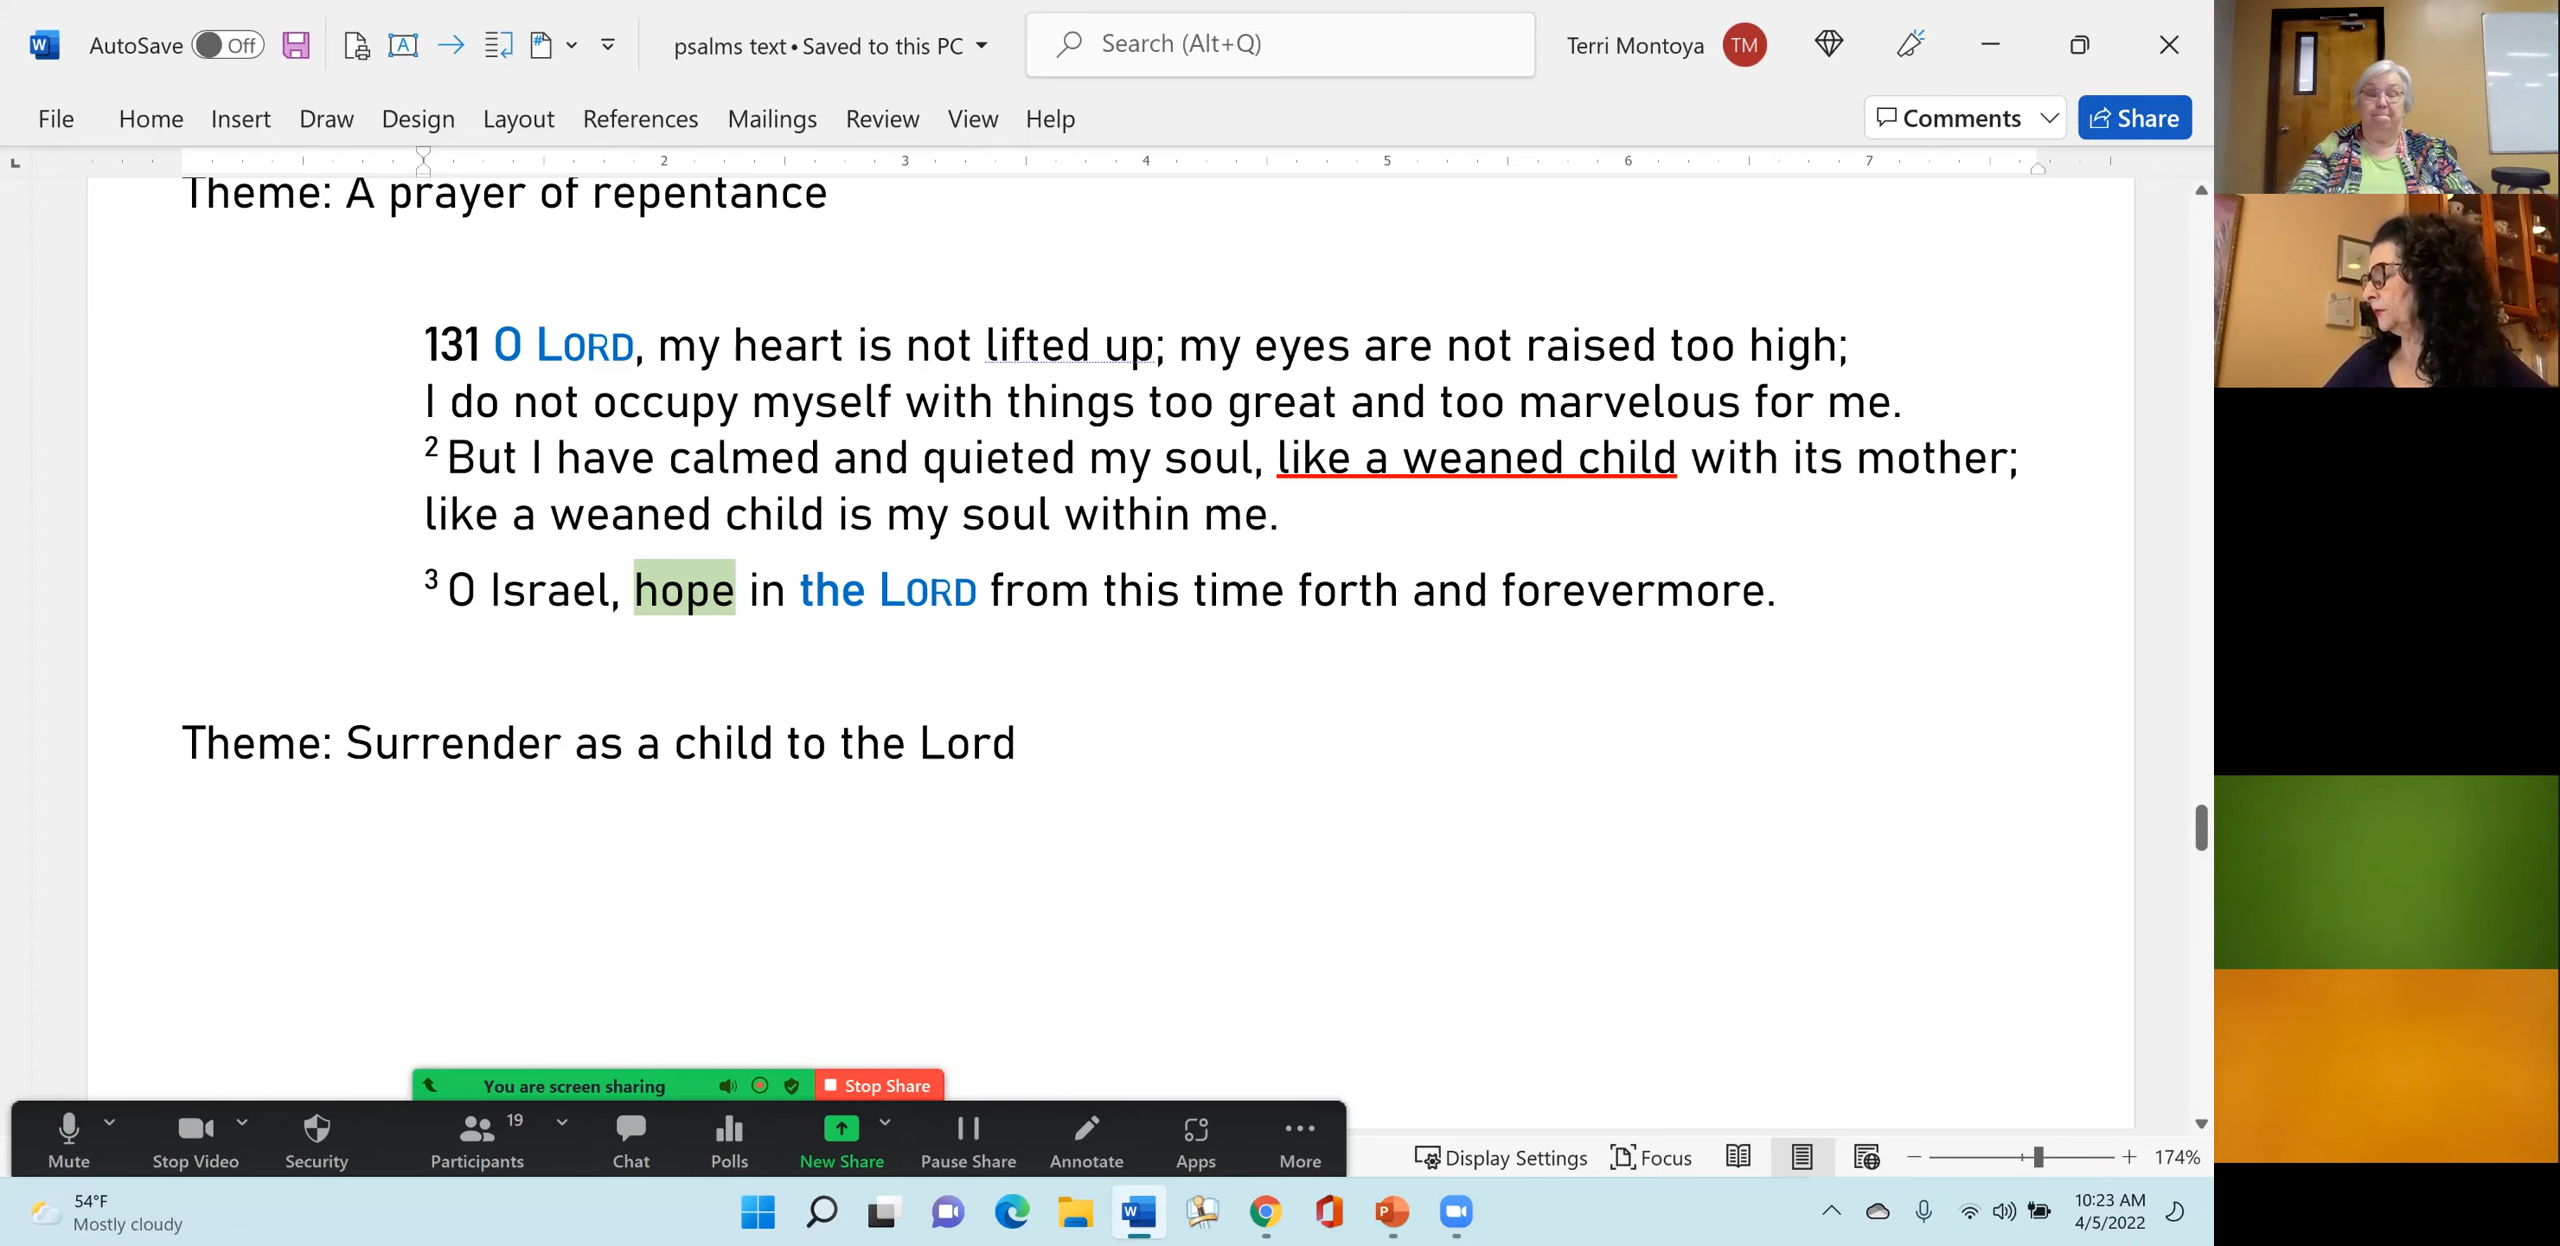 W AutoSave Off A # psalms text • Saved to this PC Search (Alt+Q) Terri Montoya TM
File Home Insert Draw Design Layout References Mailings Review View Help Comments Share
L 2 3 4 5 6 7
Theme: A prayer of repentance
131 O LORD, my heart is not lifted up; my eyes are not raised too high;
I do not occupy myself with things too great and too marvelous for me.
2 But I have calmed and quieted my soul, like a weaned child with its mother;
like a weaned child is my soul within me.
3 O Israel, hope in the LORD from this time forth and forevermore.
Theme: Surrender as a child to the Lord
You are screen sharing Stop Share
19
Mute Stop Video Security Participants Chat Polls New Share Pause Share Annotate Apps More
Display Settings Focus 174%
54°F
Mostly cloudy
W P
10:23 AM
4/5/2022